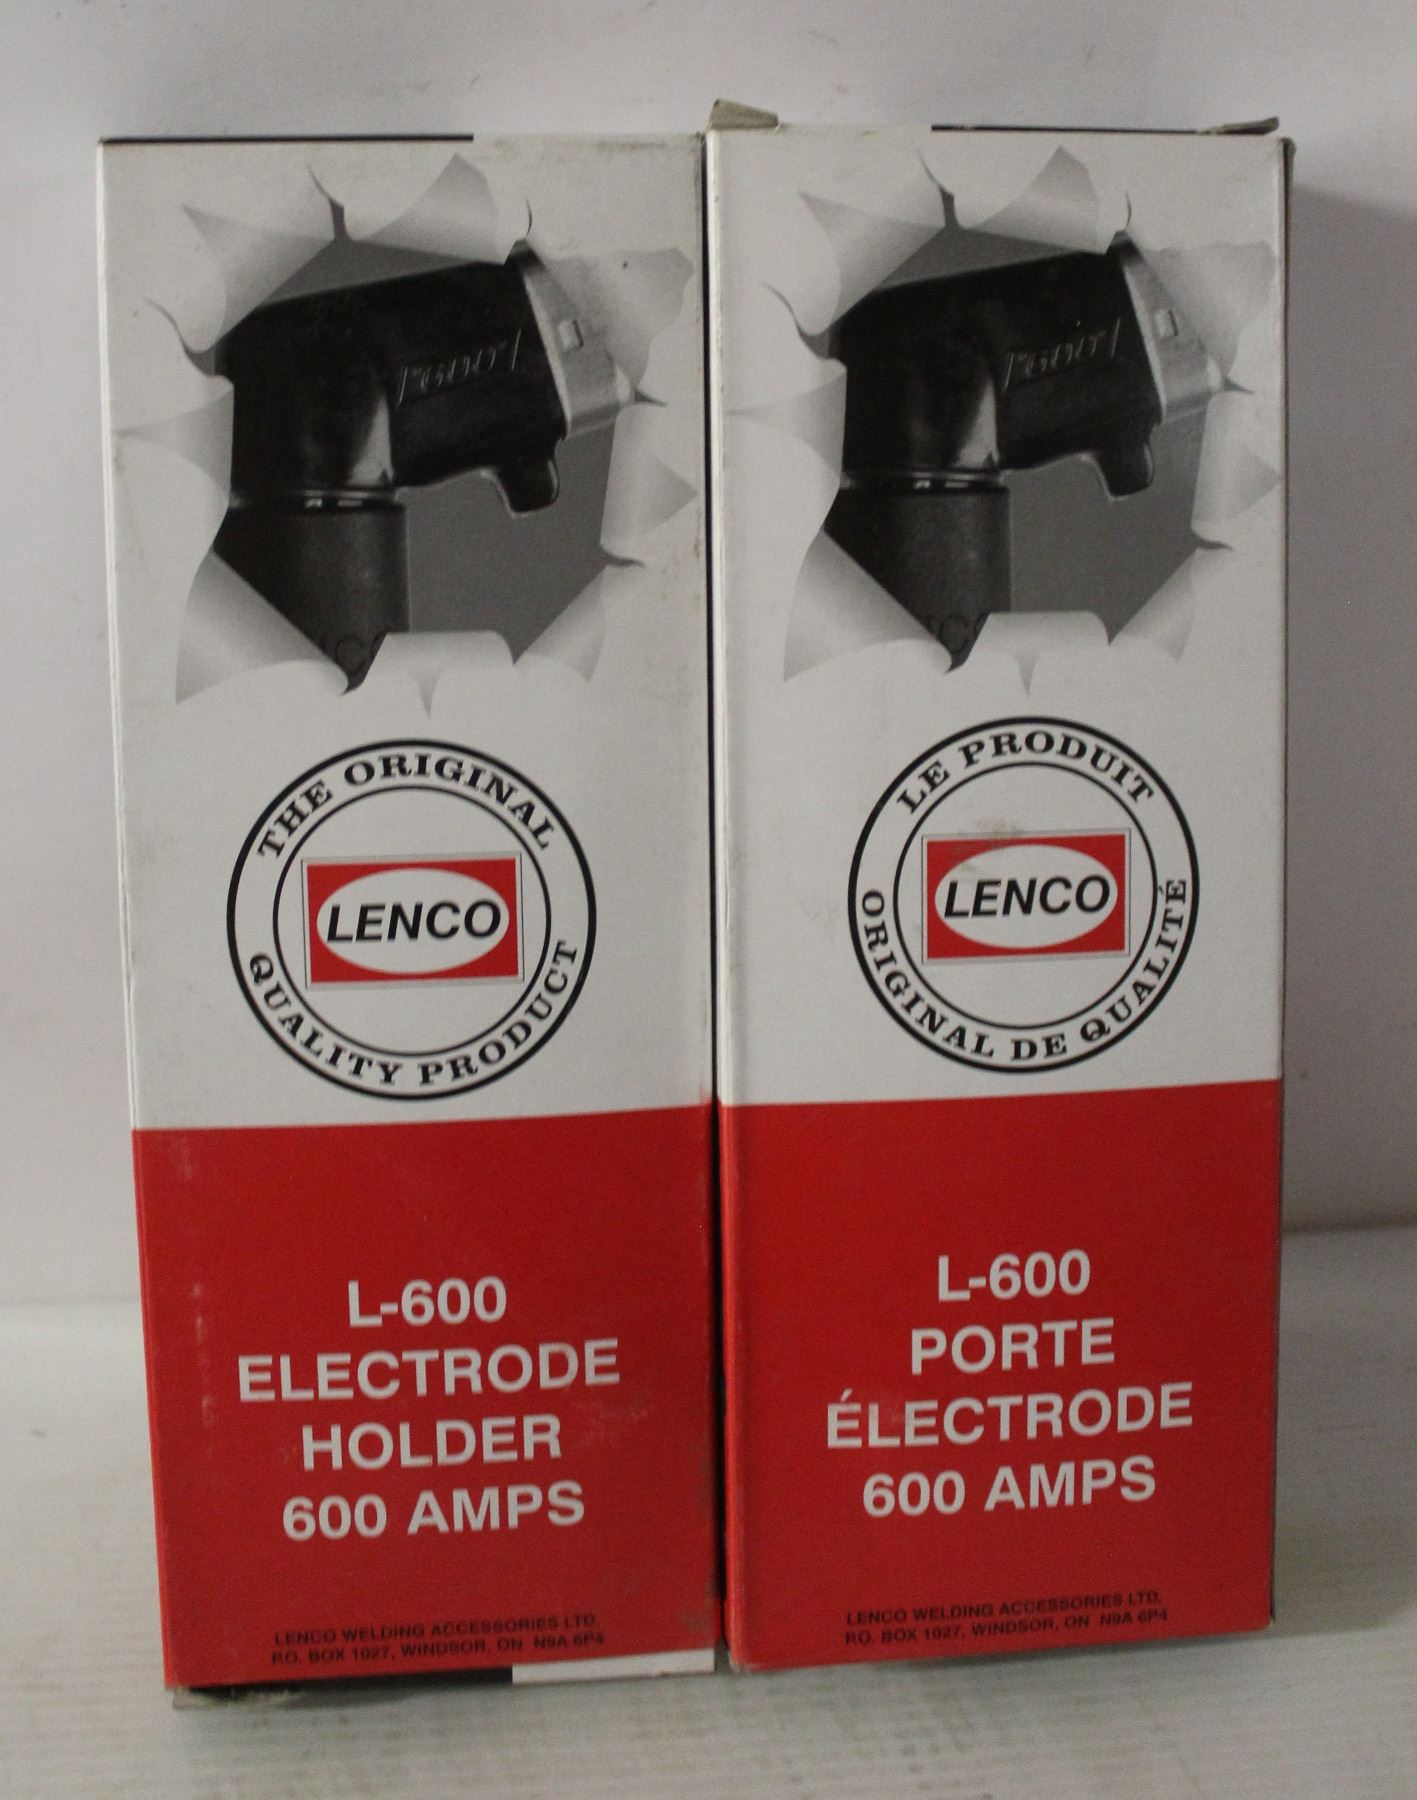 THE ORIGINAL
LENCO
QUALITY PRODUCT
L-600
ELECTRODE
HOLDER
600 AMPS
LENCO WELDING ACCESSORIES LTD.
P.O. BOX 1027, WINDSOR, ON N9A 6P4
LE PRODUIT
LENCO
ORIGINAL DE QUALITÉ
L-600
PORTE
ÉLECTRODE
600 AMPS
LENCO WELDING ACCESSORIES LTD.
P.O. BOX 1027, WINDSOR, ON N9A 6P4